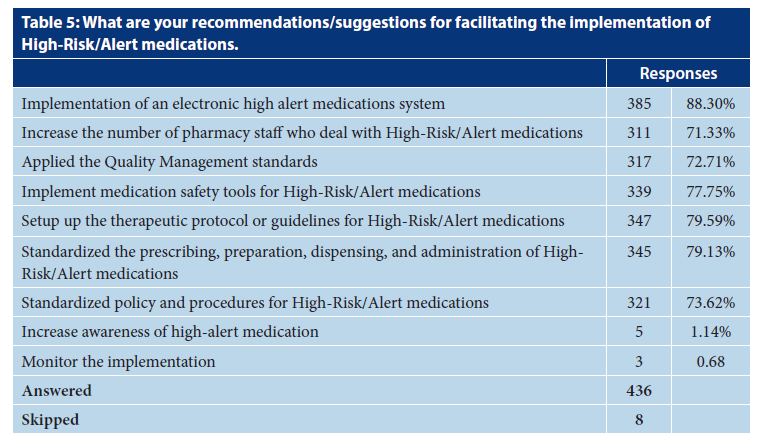 Table 5: What are your recommendations/suggestions for facilitating the implementation of
High-Risk/Alert medications.
Responses
Implementation of an electronic high alert medications system 385 88.30%
Increase the number of pharmacy staff who deal with High-Risk/Alert medications 311 71.33%
Applied the Quality Management standards 317 72.71%
Implement medication safety tools for High-Risk/Alert medications 339 77.75%
Setup up the therapeutic protocol or guidelines for High-Risk/Alert medications 347 79.59%
Standardized the prescribing, preparation, dispensing, and administration of High- 345 79.13%
Risk/Alert medications
Standardized policy and procedures for High-Risk/Alert medications 321 73.62%
Increase awareness of high-alert medication 5 1.14%
Monitor the implementation 3 0.68
Answered 436
Skipped 8